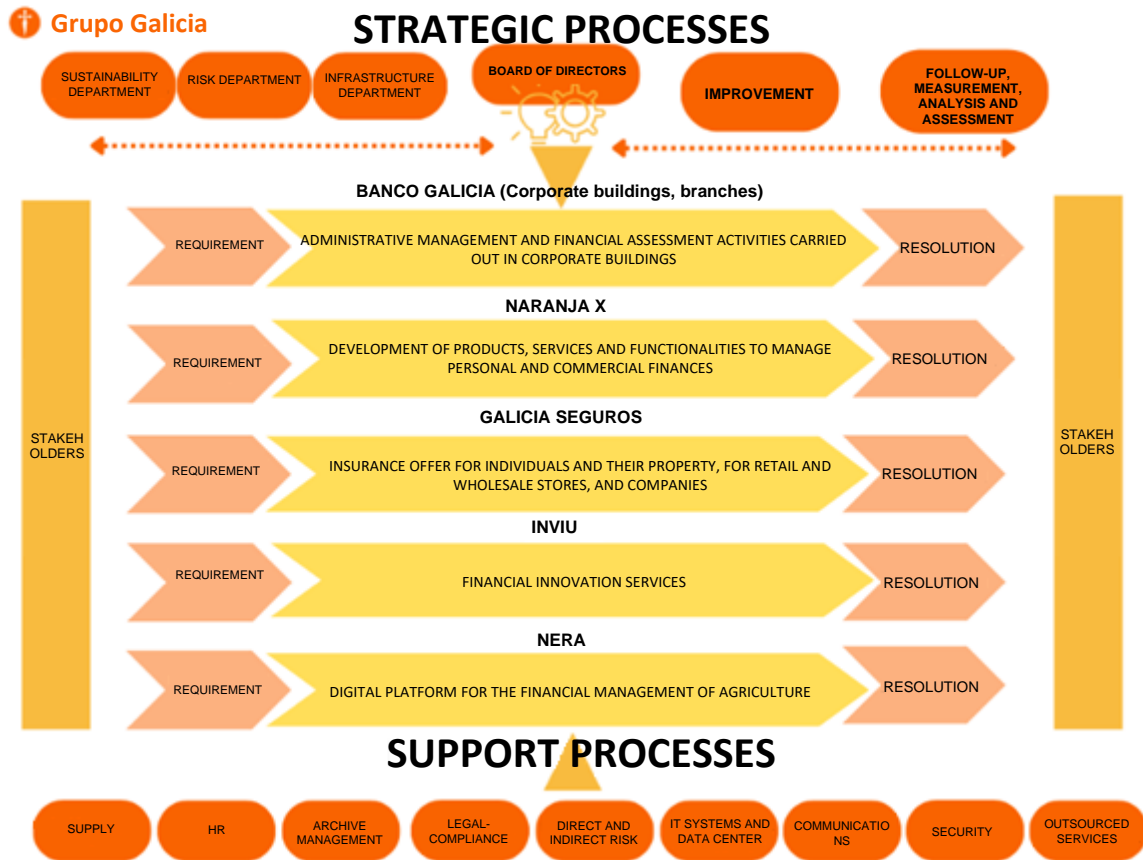 Grupo Galicia
STRATEGIC PROCESSES
SUSTAINABILITY
DEPARTMENT
RISK DEPARTMENT
INFRASTRUCTURE
DEPARTMENT
BOARD OF DIRECTORS
IMPROVEMENT
FOLLOW-UP,
MEASUREMENT,
ANALYSIS AND
ASSESSMENT
STAKEH
OLDERS
BANCO GALICIA (Corporate buildings, branches)
REQUIREMENT
ADMINISTRATIVE MANAGEMENT AND FINANCIAL ASSESSMENT ACTIVITIES CARRIED
OUT IN CORPORATE BUILDINGS
RESOLUTION
NARANJA X
REQUIREMENT
DEVELOPMENT OF PRODUCTS, SERVICES AND FUNCTIONALITIES TO MANAGE
PERSONAL AND COMMERCIAL FINANCES
RESOLUTION
GALICIA SEGUROS
REQUIREMENT
INSURANCE OFFER FOR INDIVIDUALS AND THEIR PROPERTY, FOR RETAIL AND
WHOLESALE STORES, AND COMPANIES
RESOLUTION
INVIU
REQUIREMENT
FINANCIAL INNOVATION SERVICES
RESOLUTION
NERA
REQUIREMENT
DIGITAL PLATFORM FOR THE FINANCIAL MANAGEMENT OF AGRICULTURE
RESOLUTION
STAKEH
OLDERS
SUPPORT PROCESSES
SUPPLY
HR
ARCHIVE
MANAGEMENT
LEGAL-
COMPLIANCE
DIRECT AND
INDIRECT RISK
IT SYSTEMS AND
DATA CENTER
COMMUNICATIO
NS
SECURITY
OUTSOURCED
SERVICES